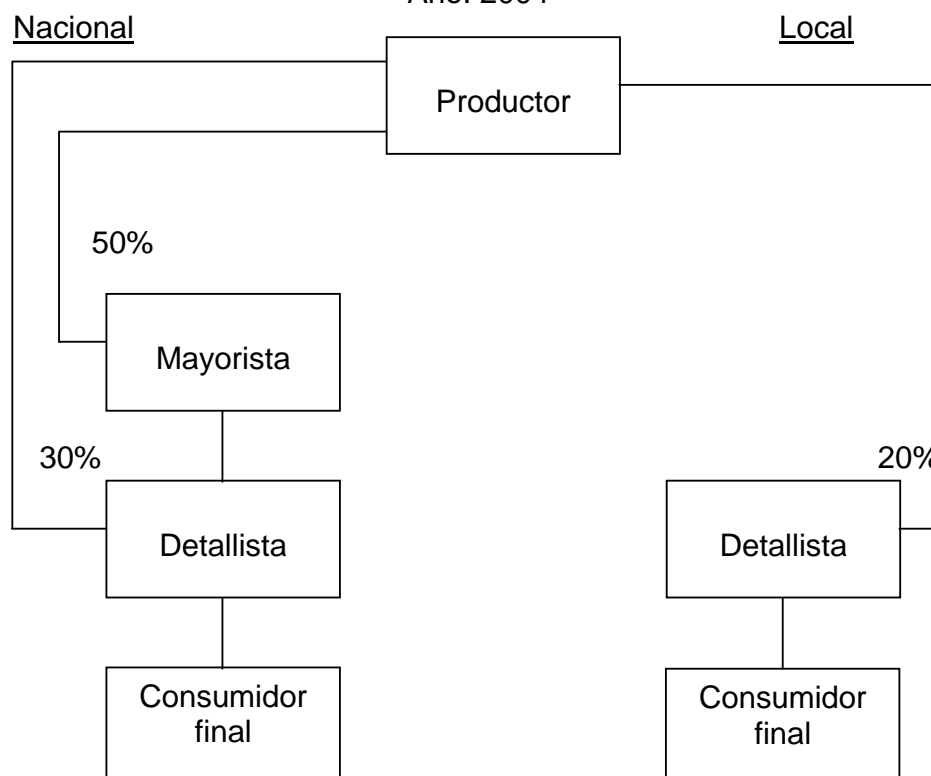 Nacional
Local
Productor
50%
Mayorista
30%
20%
Detallista
Detallista
Consumidor
final
Consumidor
final